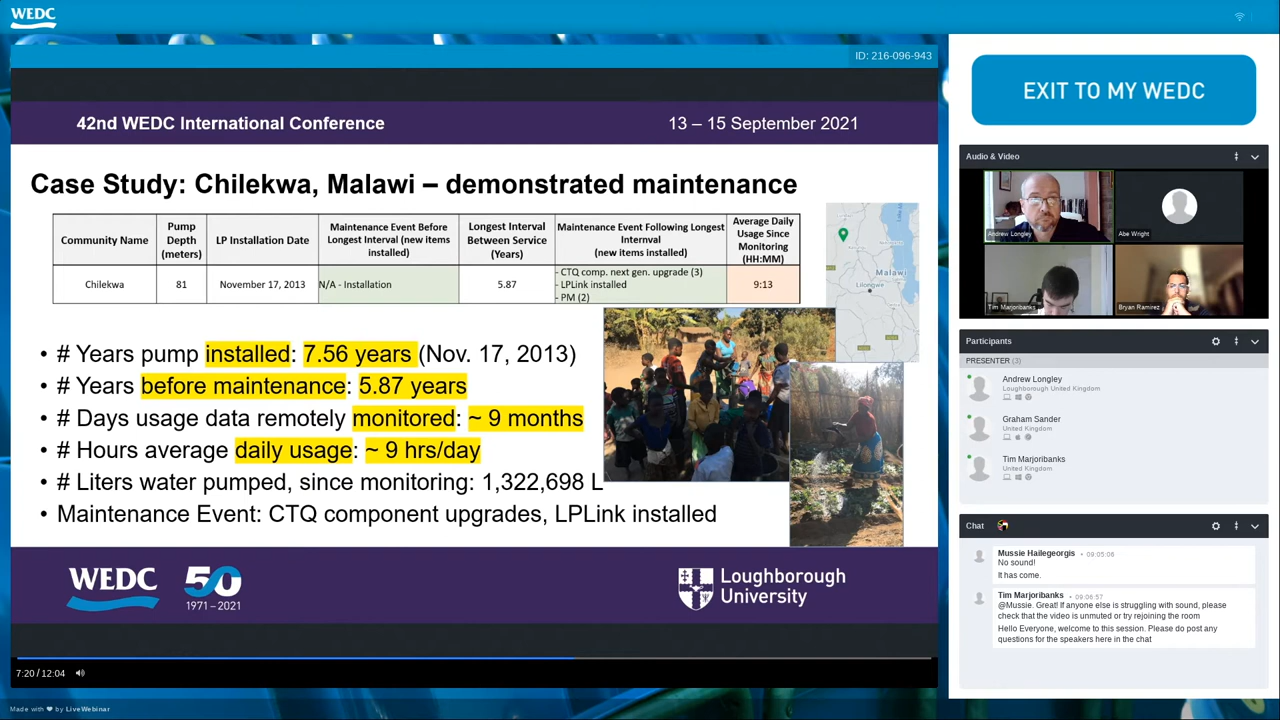 WEDC
ID: 216-096-943
42nd WEDC International Conference
13 – 15 September 2021
Case Study: Chilekwa, Malawi – demonstrated maintenance
Community Name
Pump
Depth
(meters)
LP Installation Date
Maintenance Event Before
Longest Interval (new items
installed)
Longest Interval
Between Service
(Years)
Maintenance Event Following Longest
Internval
(new items installed)
Average Daily
Usage Since
Monitoring
(HH:MM)
Chilekwa
81
November 17, 2013
N/A - Installation
5.87
- CTQ comp. next gen. upgrade (3)
- LPLink installed
- PM (2)
9:13
Malawi
Lilongwe
• # Years pump installed: 7.56 years (Nov. 17, 2013)
• # Years before maintenance: 5.87 years
• # Days usage data remotely monitored: ~ 9 months
• # Hours average daily usage: ~ 9 hrs/day
• # Liters water pumped, since monitoring: 1,322,698 L
• Maintenance Event: CTQ component upgrades, LPLink installed
WEDC
50
1971 – 2021
Loughborough
University
7:20 / 12:04
Made with ❤ by LiveWebinar
EXIT TO MY WEDC
Audio & Video
Andrew Longley
Abe Wright
Tim Marjoribanks
Bryan Ramirez
Participants
PRESENTER (3)
Andrew Longley
Loughborough United Kingdom
Graham Sander
United Kingdom
Tim Marjoribanks
United Kingdom
Chat
Mussie Hailegeorgis • 09:05:06
No sound!
It has come.
Tim Marjoribanks • 09:06:57
@Mussie. Great! If anyone else is struggling with sound, please
check that the video is unmuted or try rejoining the room
Hello Everyone, welcome to this session. Please do post any
questions for the speakers here in the chat